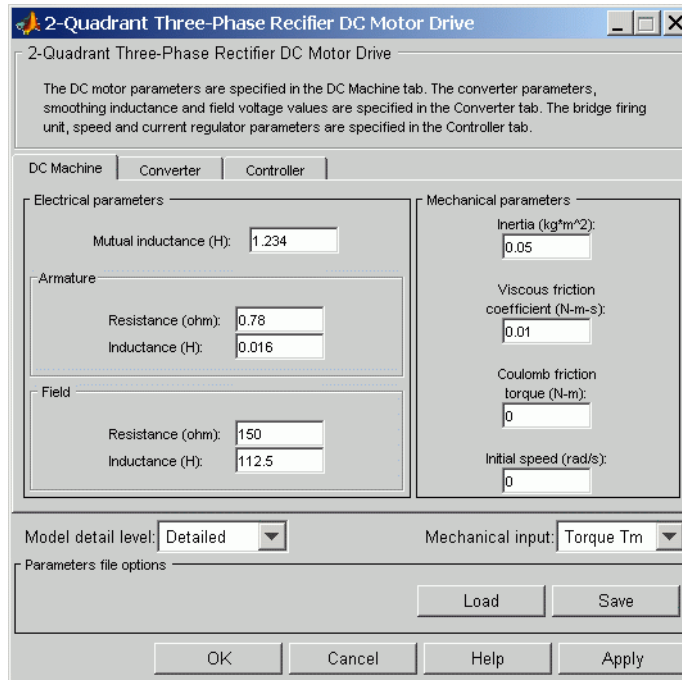 2-Quadrant Three-Phase Recifier DC Motor Drive
2-Quadrant Three-Phase Rectifier DC Motor Drive
The DC motor parameters are specified in the DC Machine tab. The converter parameters,
smoothing inductance and field voltage values are specified in the Converter tab. The bridge firing
unit, speed and current regulator parameters are specified in the Controller tab.
DC Machine
Converter
Controller
Electrical parameters
Mutual inductance (H): 1.234
Armature
Resistance (ohm): 0.78
Inductance (H): 0.016
Field
Resistance (ohm): 150
Inductance (H): 112.5
Mechanical parameters
Inertia (kg*m^2):
0.05
Viscous friction
coefficient (N-m-s):
0.01
Coulomb friction
torque (N-m):
0
Initial speed (rad/s):
0
Model detail level: Detailed
Mechanical input: Torque Tm
Parameters file options
Load
Save
OK
Cancel
Help
Apply